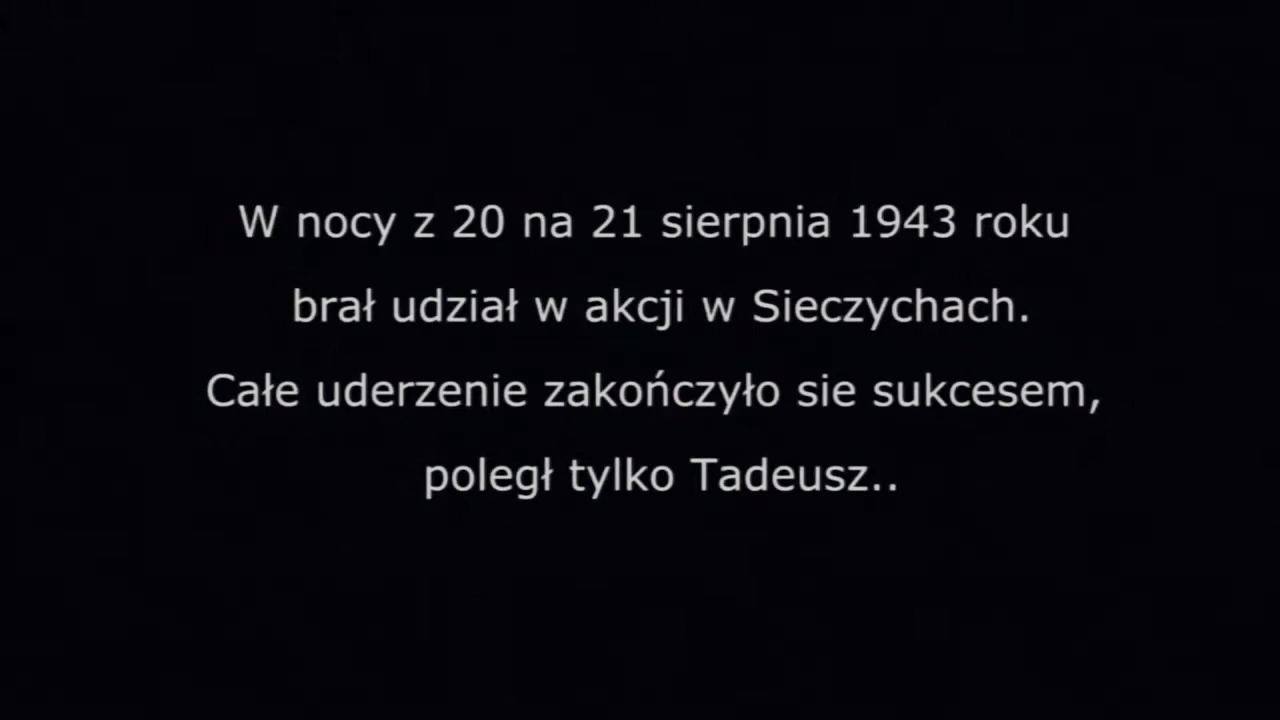 W nocy z 20 na 21 sierpnia 1943 roku
brał udział w akcji w Sieczychach.
Całe uderzenie zakończyło sie sukcesem,
poległ tylko Tadeusz..